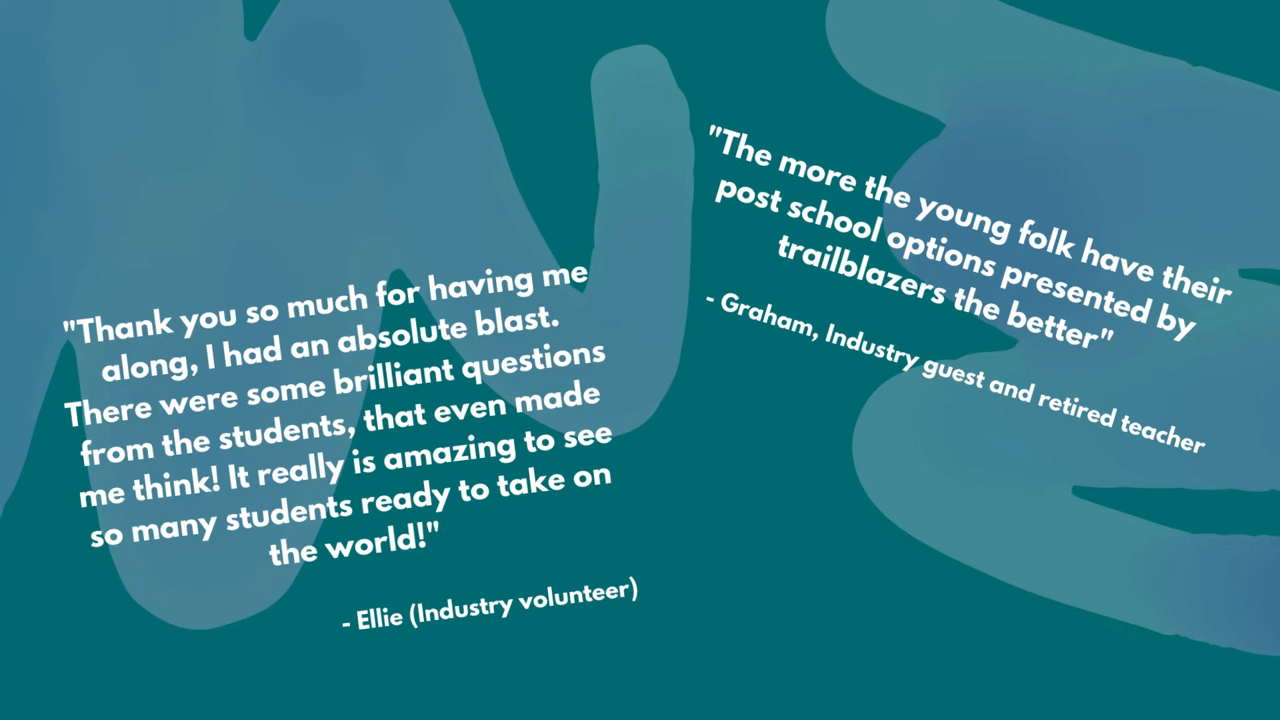 "Thank you so much for having me
along, I had an absolute blast.
There were some brilliant questions
from the students, that even made
me think! It really is amazing to see
so many students ready to take on
the world!"
- Ellie (Industry volunteer)
"The more the young folk have their
post school options presented by
trailblazers the better"
- Graham, Industry guest and retired teacher